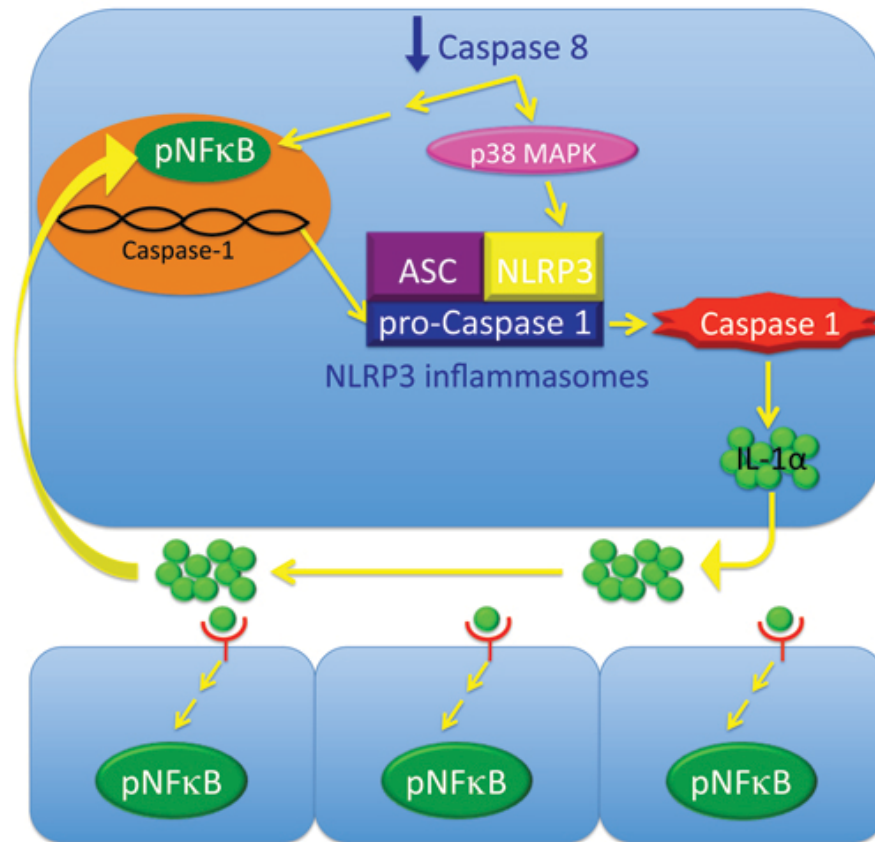 Caspase 8
pNFκB
p38 MAPK
Caspase-1
ASC
NLRP3
pro-Caspase 1
Caspase 1
NLRP3 inflammasomes
IL-1α
pNFκB
pNFκB
pNFκB